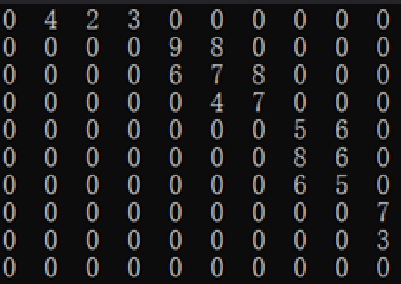 0 4 2 3 0 0 0 0 0 0
0 0 0 0 9 8 0 0 0 0
0 0 0 0 6 7 8 0 0 0
0 0 0 0 0 4 7 0 0 0
0 0 0 0 0 0 0 5 6 0
0 0 0 0 0 0 0 8 6 0
0 0 0 0 0 0 0 6 5 0
0 0 0 0 0 0 0 0 0 7
0 0 0 0 0 0 0 0 0 3
0 0 0 0 0 0 0 0 0 0